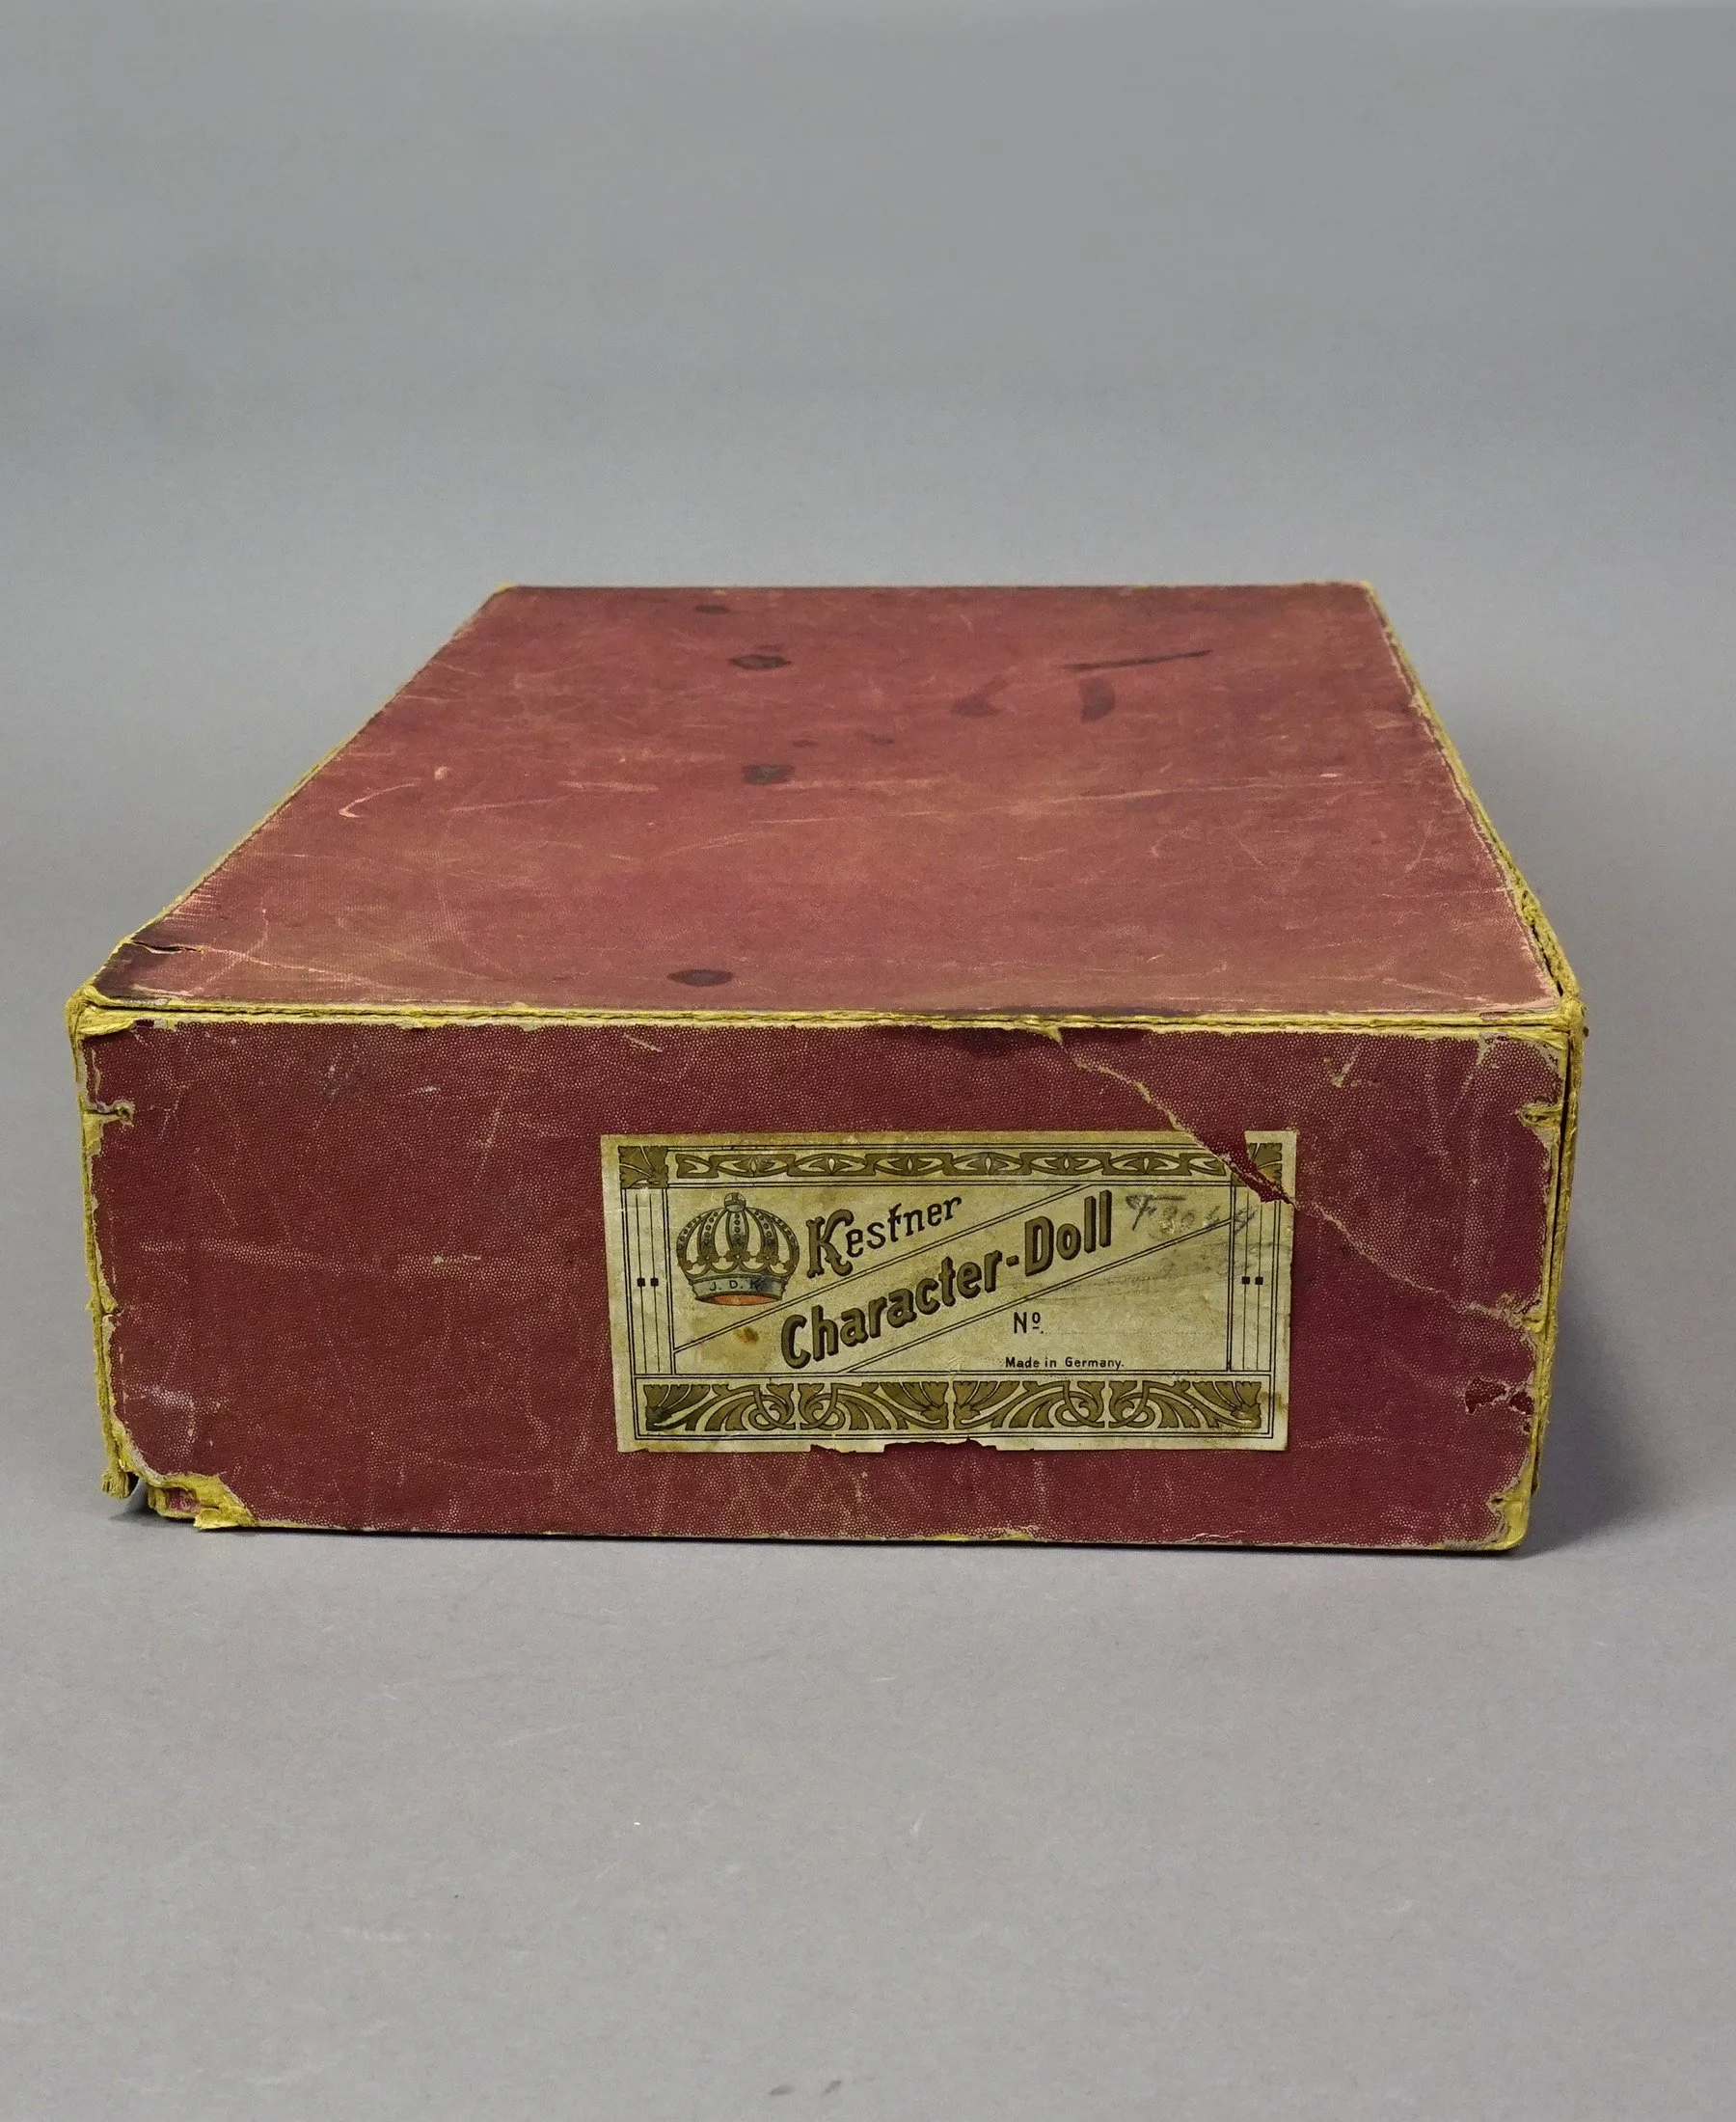 J. D. K.
Kestner
Character-Doll
Nº
Made in Germany.